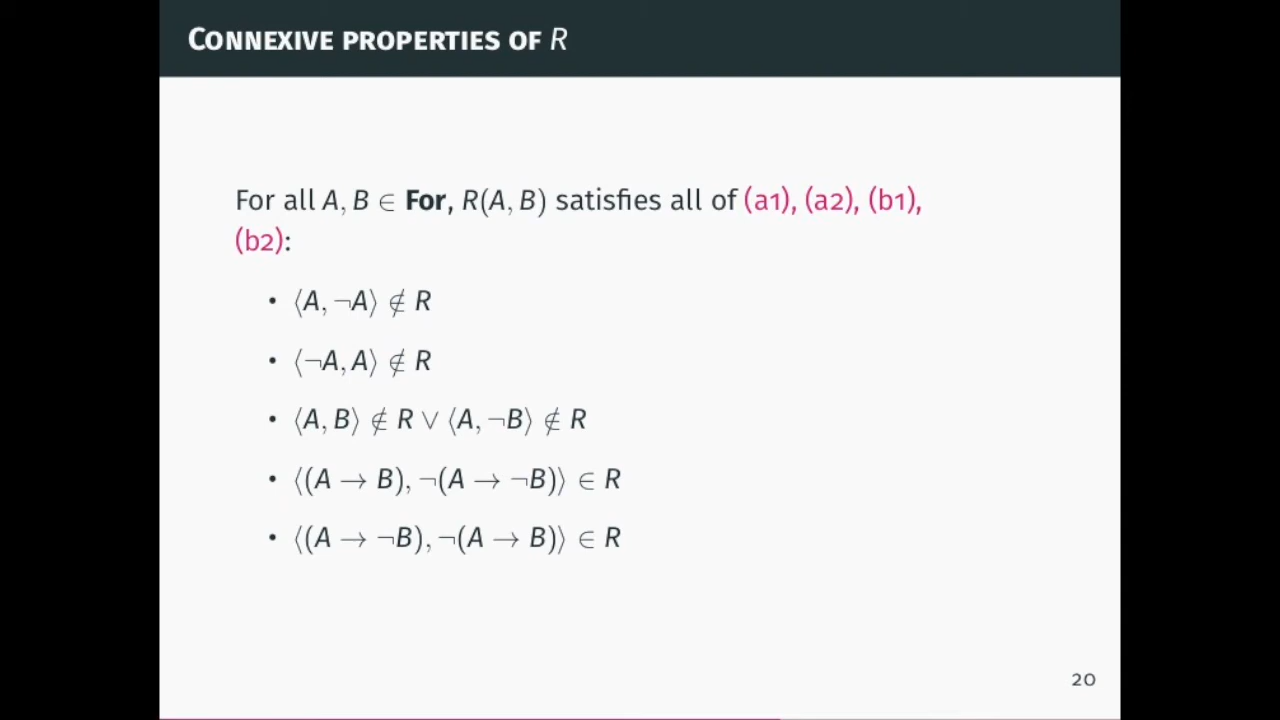 CONNEXIVE PROPERTIES OF R
For all A, B ∈ For, R(A, B) satisfies all of (a1), (a2), (b1),
(b2):
• ⟨A, ¬A⟩ ∉ R
• ⟨¬A, A⟩ ∉ R
• ⟨A, B⟩ ∉ R ∨ ⟨A, ¬B⟩ ∉ R
• ⟨(A → B), ¬(A → ¬B)⟩ ∈ R
• ⟨(A → ¬B), ¬(A → B)⟩ ∈ R
20